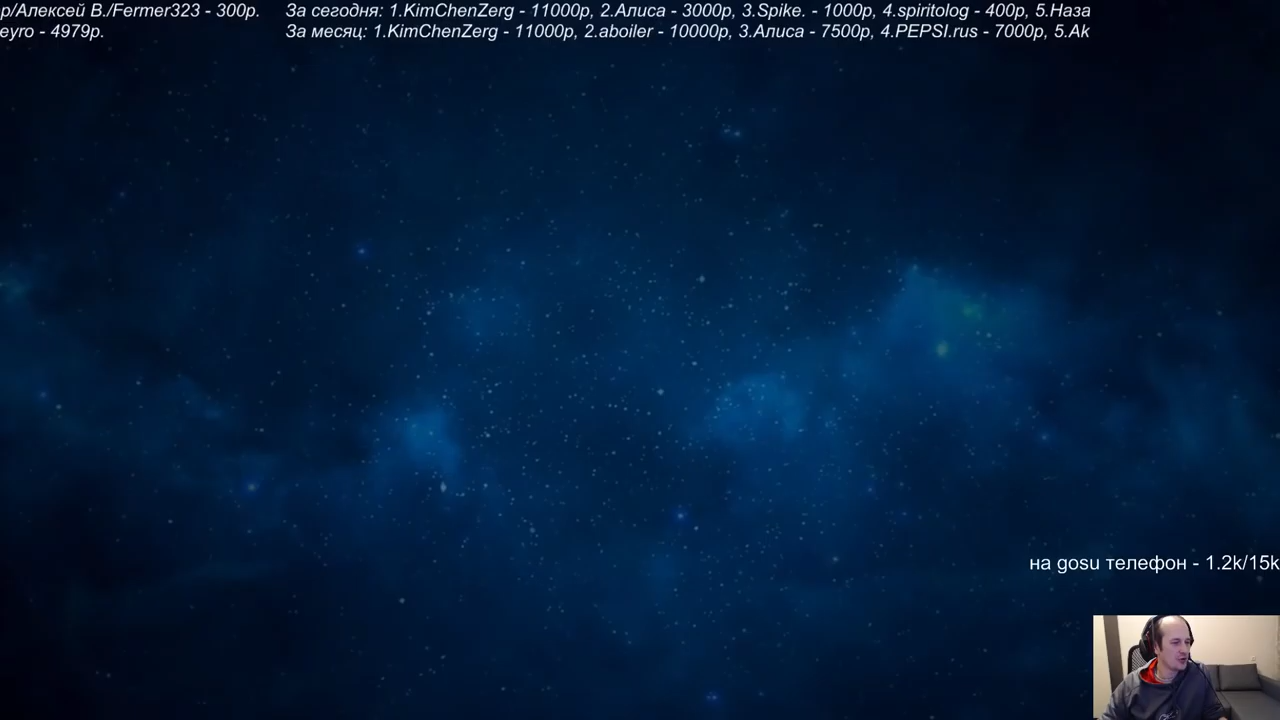 р/Алексей В./Fermer323 - 300р. За сегодня: 1.KimChenZerg - 11000р, 2.Алиса - 3000р, 3.Spike. - 1000р, 4.spiritolog - 400р, 5.Наза
eyro - 4979р. За месяц: 1.KimChenZerg - 11000р, 2.aboiler - 10000р, 3.Алиса - 7500р, 4.PEPSI.rus - 7000р, 5.Ak
на gosu телефон - 1.2k/15k